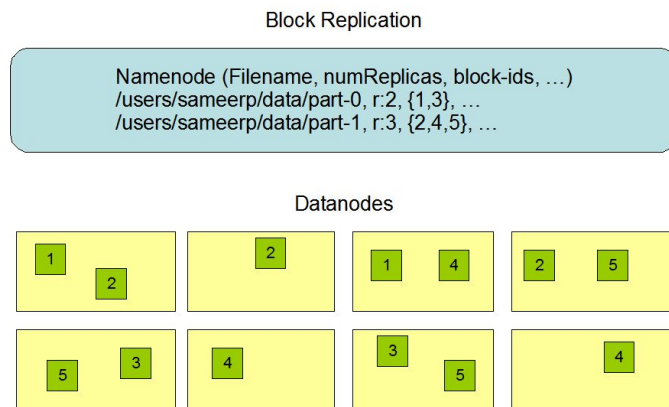 Block Replication
Namenode (Filename, numReplicas, block-ids, …)
/users/sameerp/data/part-0, r:2, {1,3}, …
/users/sameerp/data/part-1, r:3, {2,4,5}, …
Datanodes
1 2
2
1 4
2 5
5 3
4
3 5
4